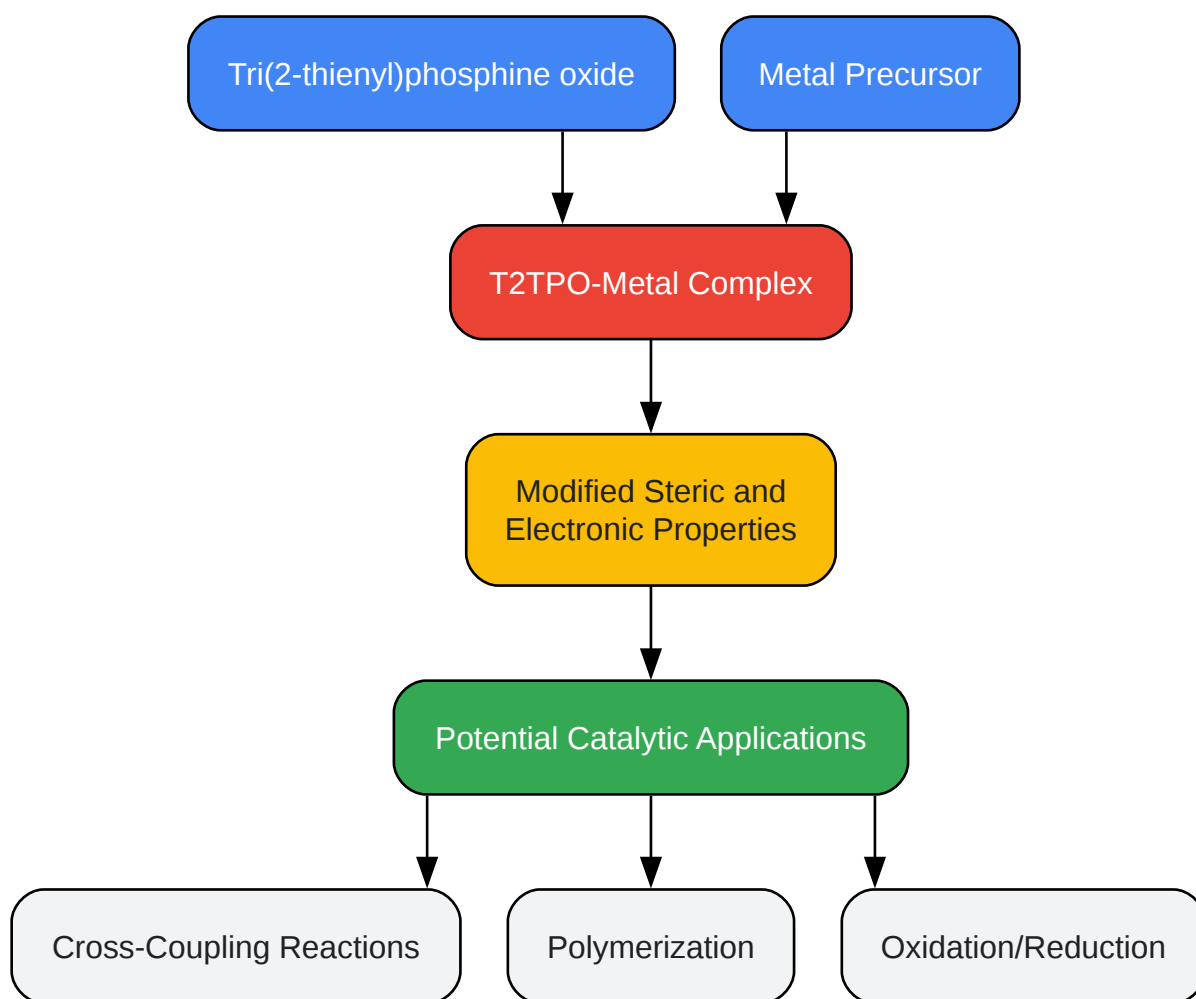 Tri(2-thienyl)phosphine oxide
Metal Precursor
T2TPO-Metal Complex
Modified Steric and
Electronic Properties
Potential Catalytic Applications
Cross-Coupling Reactions
Polymerization
Oxidation/Reduction